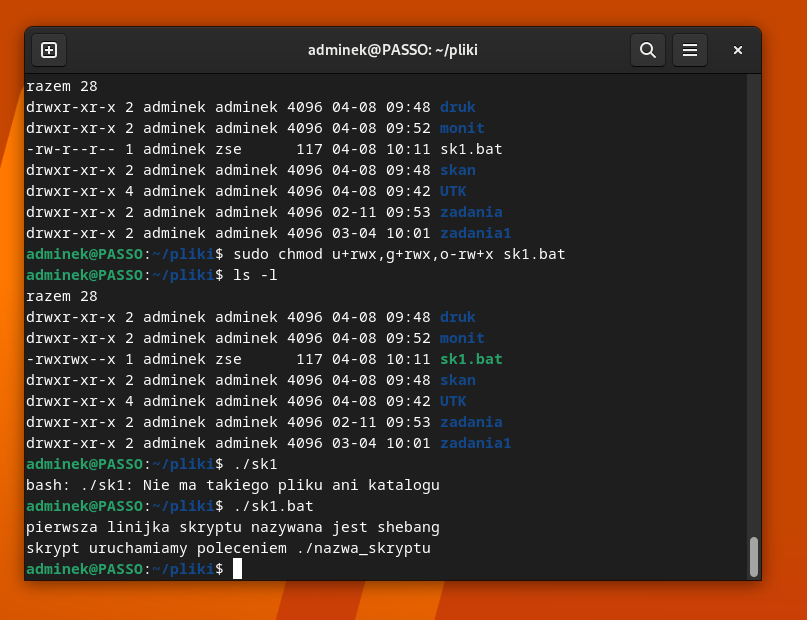 adminek@PASSO: ~/pliki
razem 28
drwxr-xr-x 2 adminek adminek 4096 04-08 09:48 druk
drwxr-xr-x 2 adminek adminek 4096 04-08 09:52 monit
-rw-r--r-- 1 adminek zse      117 04-08 10:11 sk1.bat
drwxr-xr-x 2 adminek adminek 4096 04-08 09:48 skan
drwxr-xr-x 4 adminek adminek 4096 04-08 09:42 UTK
drwxr-xr-x 2 adminek adminek 4096 02-11 09:53 zadania
drwxr-xr-x 2 adminek adminek 4096 03-04 10:01 zadania1
adminek@PASSO:~/pliki$ sudo chmod u+rwx,g+rwx,o-rw+x sk1.bat
adminek@PASSO:~/pliki$ ls -l
razem 28
drwxr-xr-x 2 adminek adminek 4096 04-08 09:48 druk
drwxr-xr-x 2 adminek adminek 4096 04-08 09:52 monit
-rwxrwx--x 1 adminek zse      117 04-08 10:11 sk1.bat
drwxr-xr-x 2 adminek adminek 4096 04-08 09:48 skan
drwxr-xr-x 4 adminek adminek 4096 04-08 09:42 UTK
drwxr-xr-x 2 adminek adminek 4096 02-11 09:53 zadania
drwxr-xr-x 2 adminek adminek 4096 03-04 10:01 zadania1
adminek@PASSO:~/pliki$ ./sk1
bash: ./sk1: Nie ma takiego pliku ani katalogu
adminek@PASSO:~/pliki$ ./sk1.bat
pierwsza linijka skryptu nazywana jest shebang
skrypt uruchamiamy poleceniem ./nazwa_skryptu
adminek@PASSO:~/pliki$